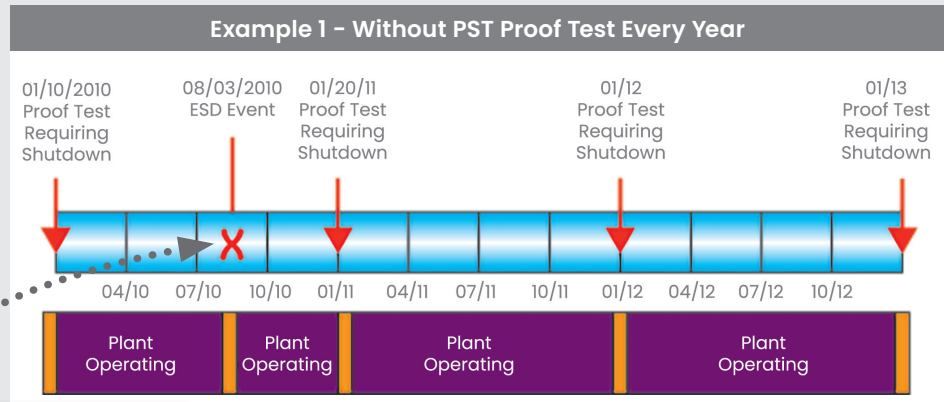 Example 1 - Without PST Proof Test Every Year
01/10/2010
Proof Test
Requiring
Shutdown
08/03/2010
ESD Event
01/20/11
Proof Test
Requiring
Shutdown
01/12
Proof Test
Requiring
Shutdown
01/13
Proof Test
Requiring
Shutdown
X
04/10 07/10 10/10 01/11 04/11 07/11 10/11 01/12 04/12 07/12 10/12
Plant
Operating
Plant
Operating
Plant
Operating
Plant
Operating